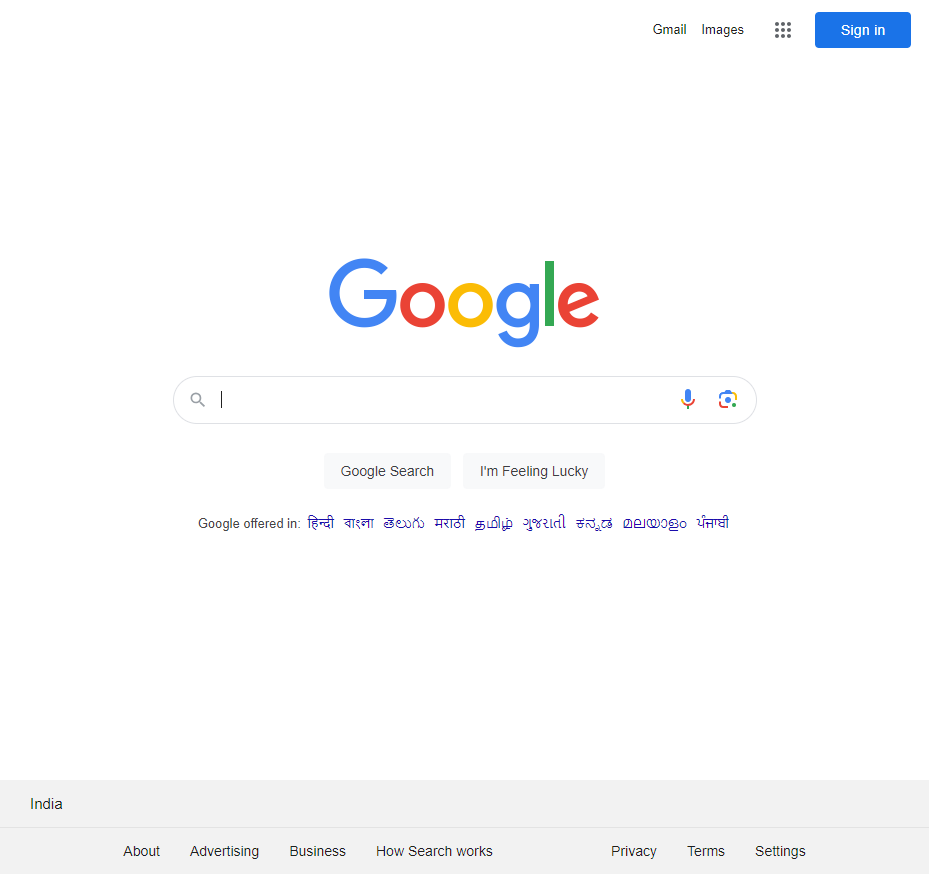 Gmail Images Sign in
Google
Google Search I'm Feeling Lucky
Google offered in: हिन्दी বাংলা తెలుగు मराठी தமிழ் ગુજરાતી ಕನ್ನಡ മലയാളം ਪੰਜਾਬੀ
India
About Advertising Business How Search works Privacy Terms Settings